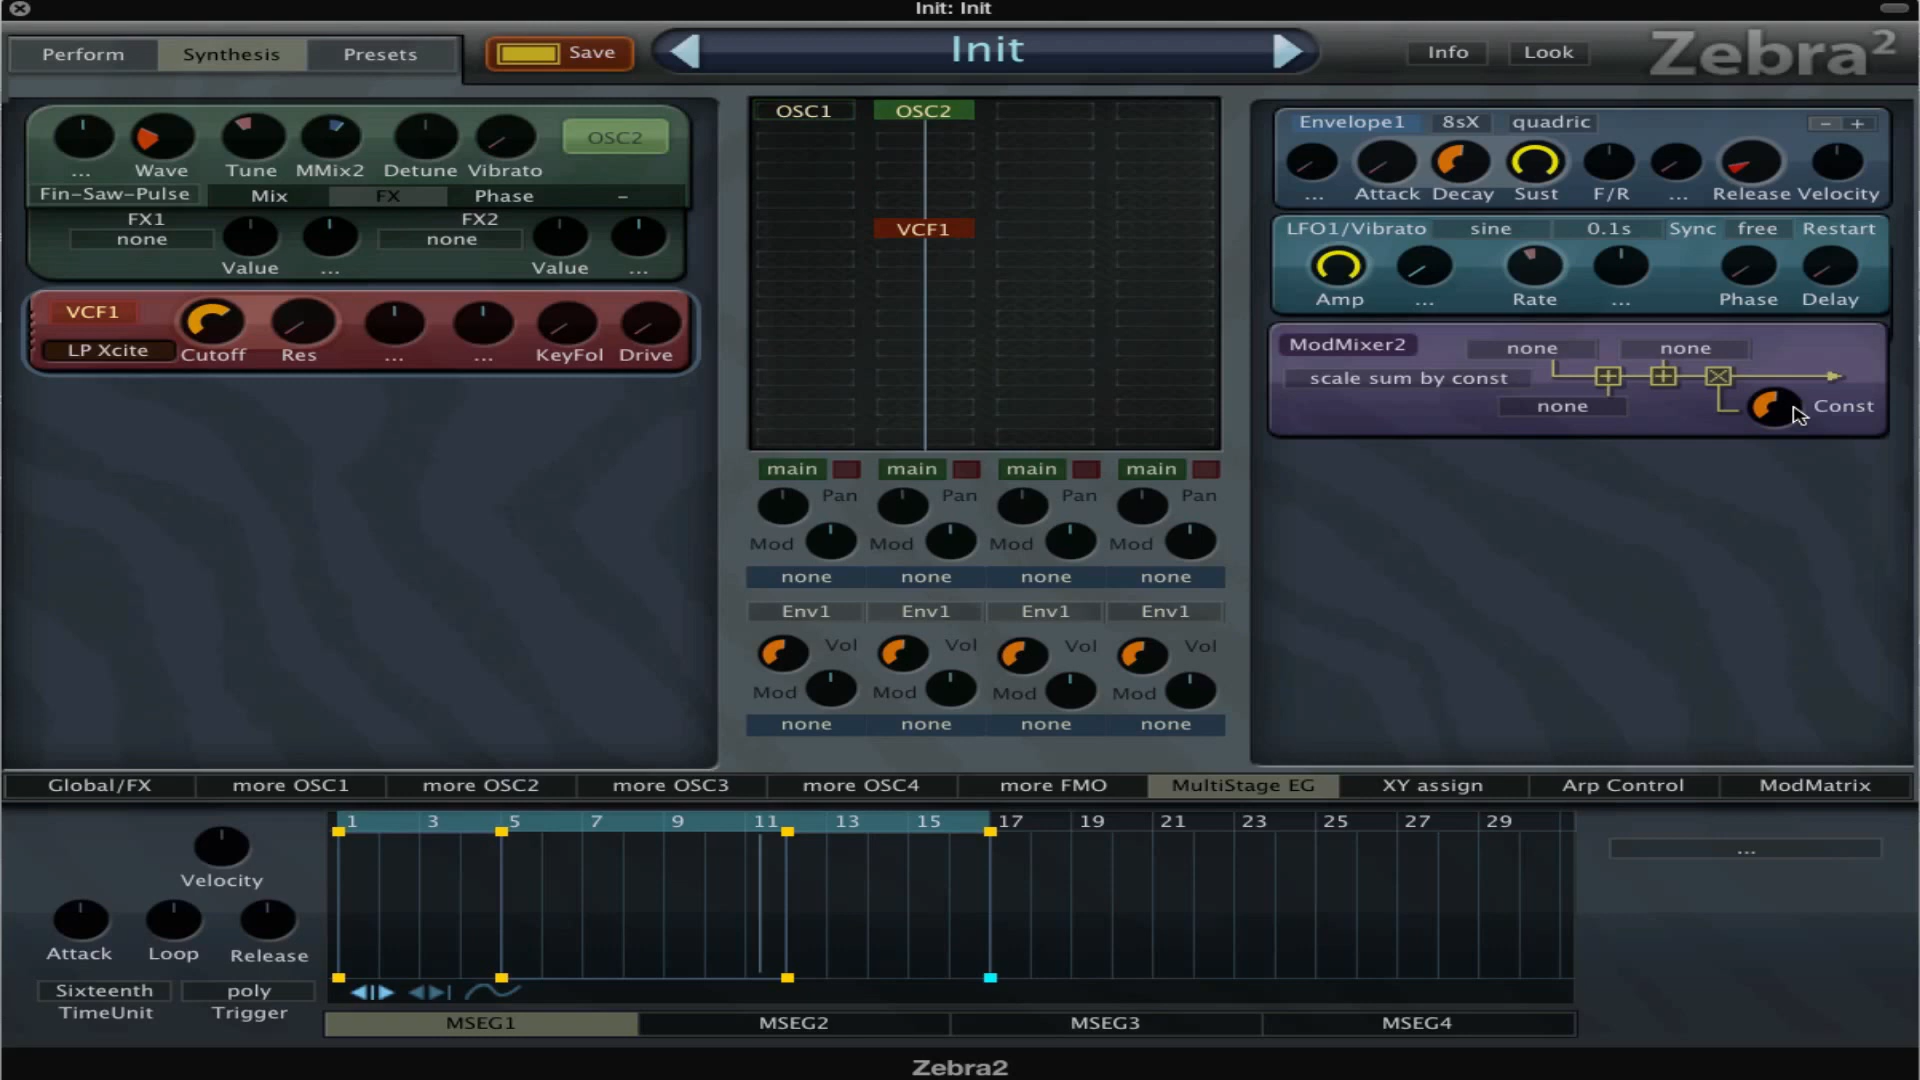 Init: Init
Perform Synthesis Presets Save Init Info Look Zebra2
OSC2
... Wave Tune MMix2 Detune Vibrato
Fin-Saw-Pulse Mix FX Phase –
FX1 FX2
none none
Value ... Value ...
VCF1
LP Xcite Cutoff Res ... ... KeyFol Drive
OSC1 OSC2
VCF1
main main main main
Pan Pan Pan Pan
Mod Mod Mod Mod
none none none none
Env1 Env1 Env1 Env1
Vol Vol Vol Vol
Mod Mod Mod Mod
none none none none
Envelope1 8sX quadric – +
... Attack Decay Sust F/R ... Release Velocity
LFO1/Vibrato sine 0.1s Sync free Restart
Amp ... Rate ... Phase Delay
ModMixer2 none none
scale sum by const
none Const
Global/FX more OSC1 more OSC2 more OSC3 more OSC4 more FMO MultiStage EG XY assign Arp Control ModMatrix
1 3 5 7 9 11 13 15 17 19 21 23 25 27 29
Velocity ...
Attack Loop Release
Sixteenth poly
TimeUnit Trigger
MSEG1 MSEG2 MSEG3 MSEG4
Zebra2